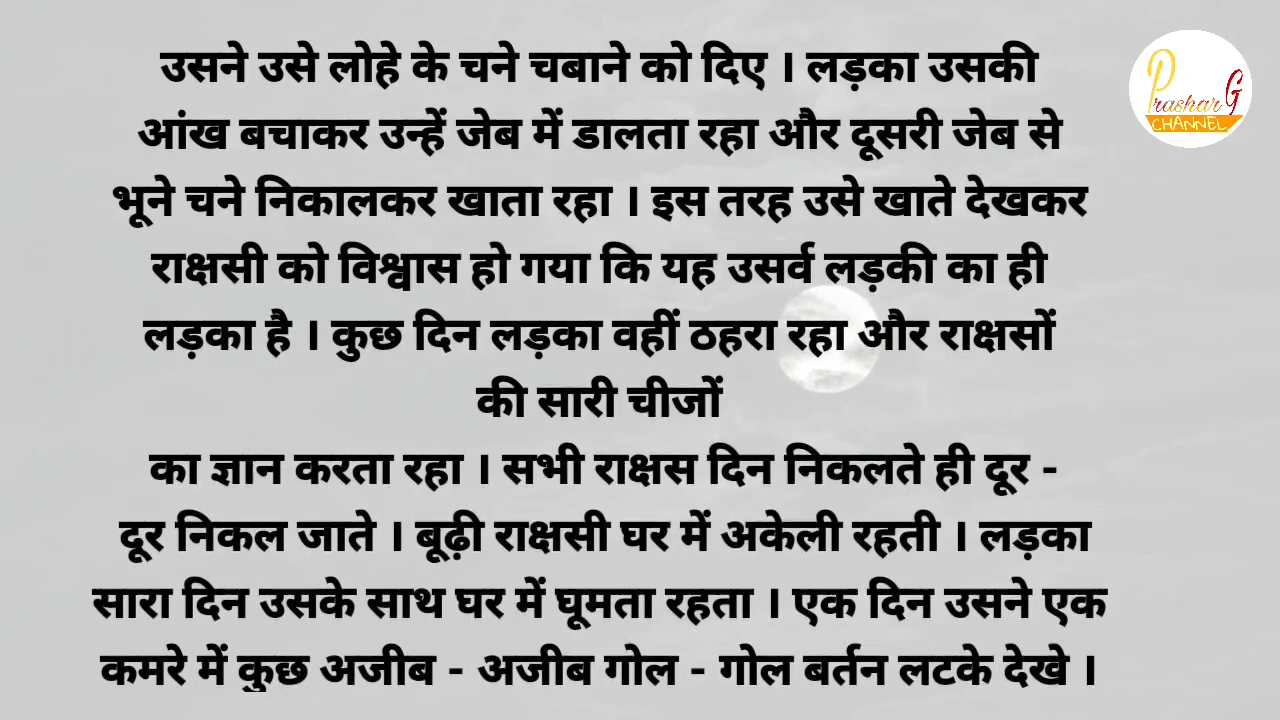 उसने उसे लोहे के चने चबाने को दिए । लड़का उसकी
आंख बचाकर उन्हें जेब में डालता रहा और दूसरी जेब से
भूने चने निकालकर खाता रहा । इस तरह उसे खाते देखकर
राक्षसी को विश्वास हो गया कि यह उसर्व लड़की का ही
लड़का है । कुछ दिन लड़का वहीं ठहरा रहा और राक्षसों
की सारी चीजों
का ज्ञान करता रहा । सभी राक्षस दिन निकलते ही दूर -
दूर निकल जाते । बूढ़ी राक्षसी घर में अकेली रहती । लड़का
सारा दिन उसके साथ घर में घूमता रहता । एक दिन उसने एक
कमरे में कुछ अजीब - अजीब गोल - गोल बर्तन लटके देखे ।
Prashar G
CHANNEL